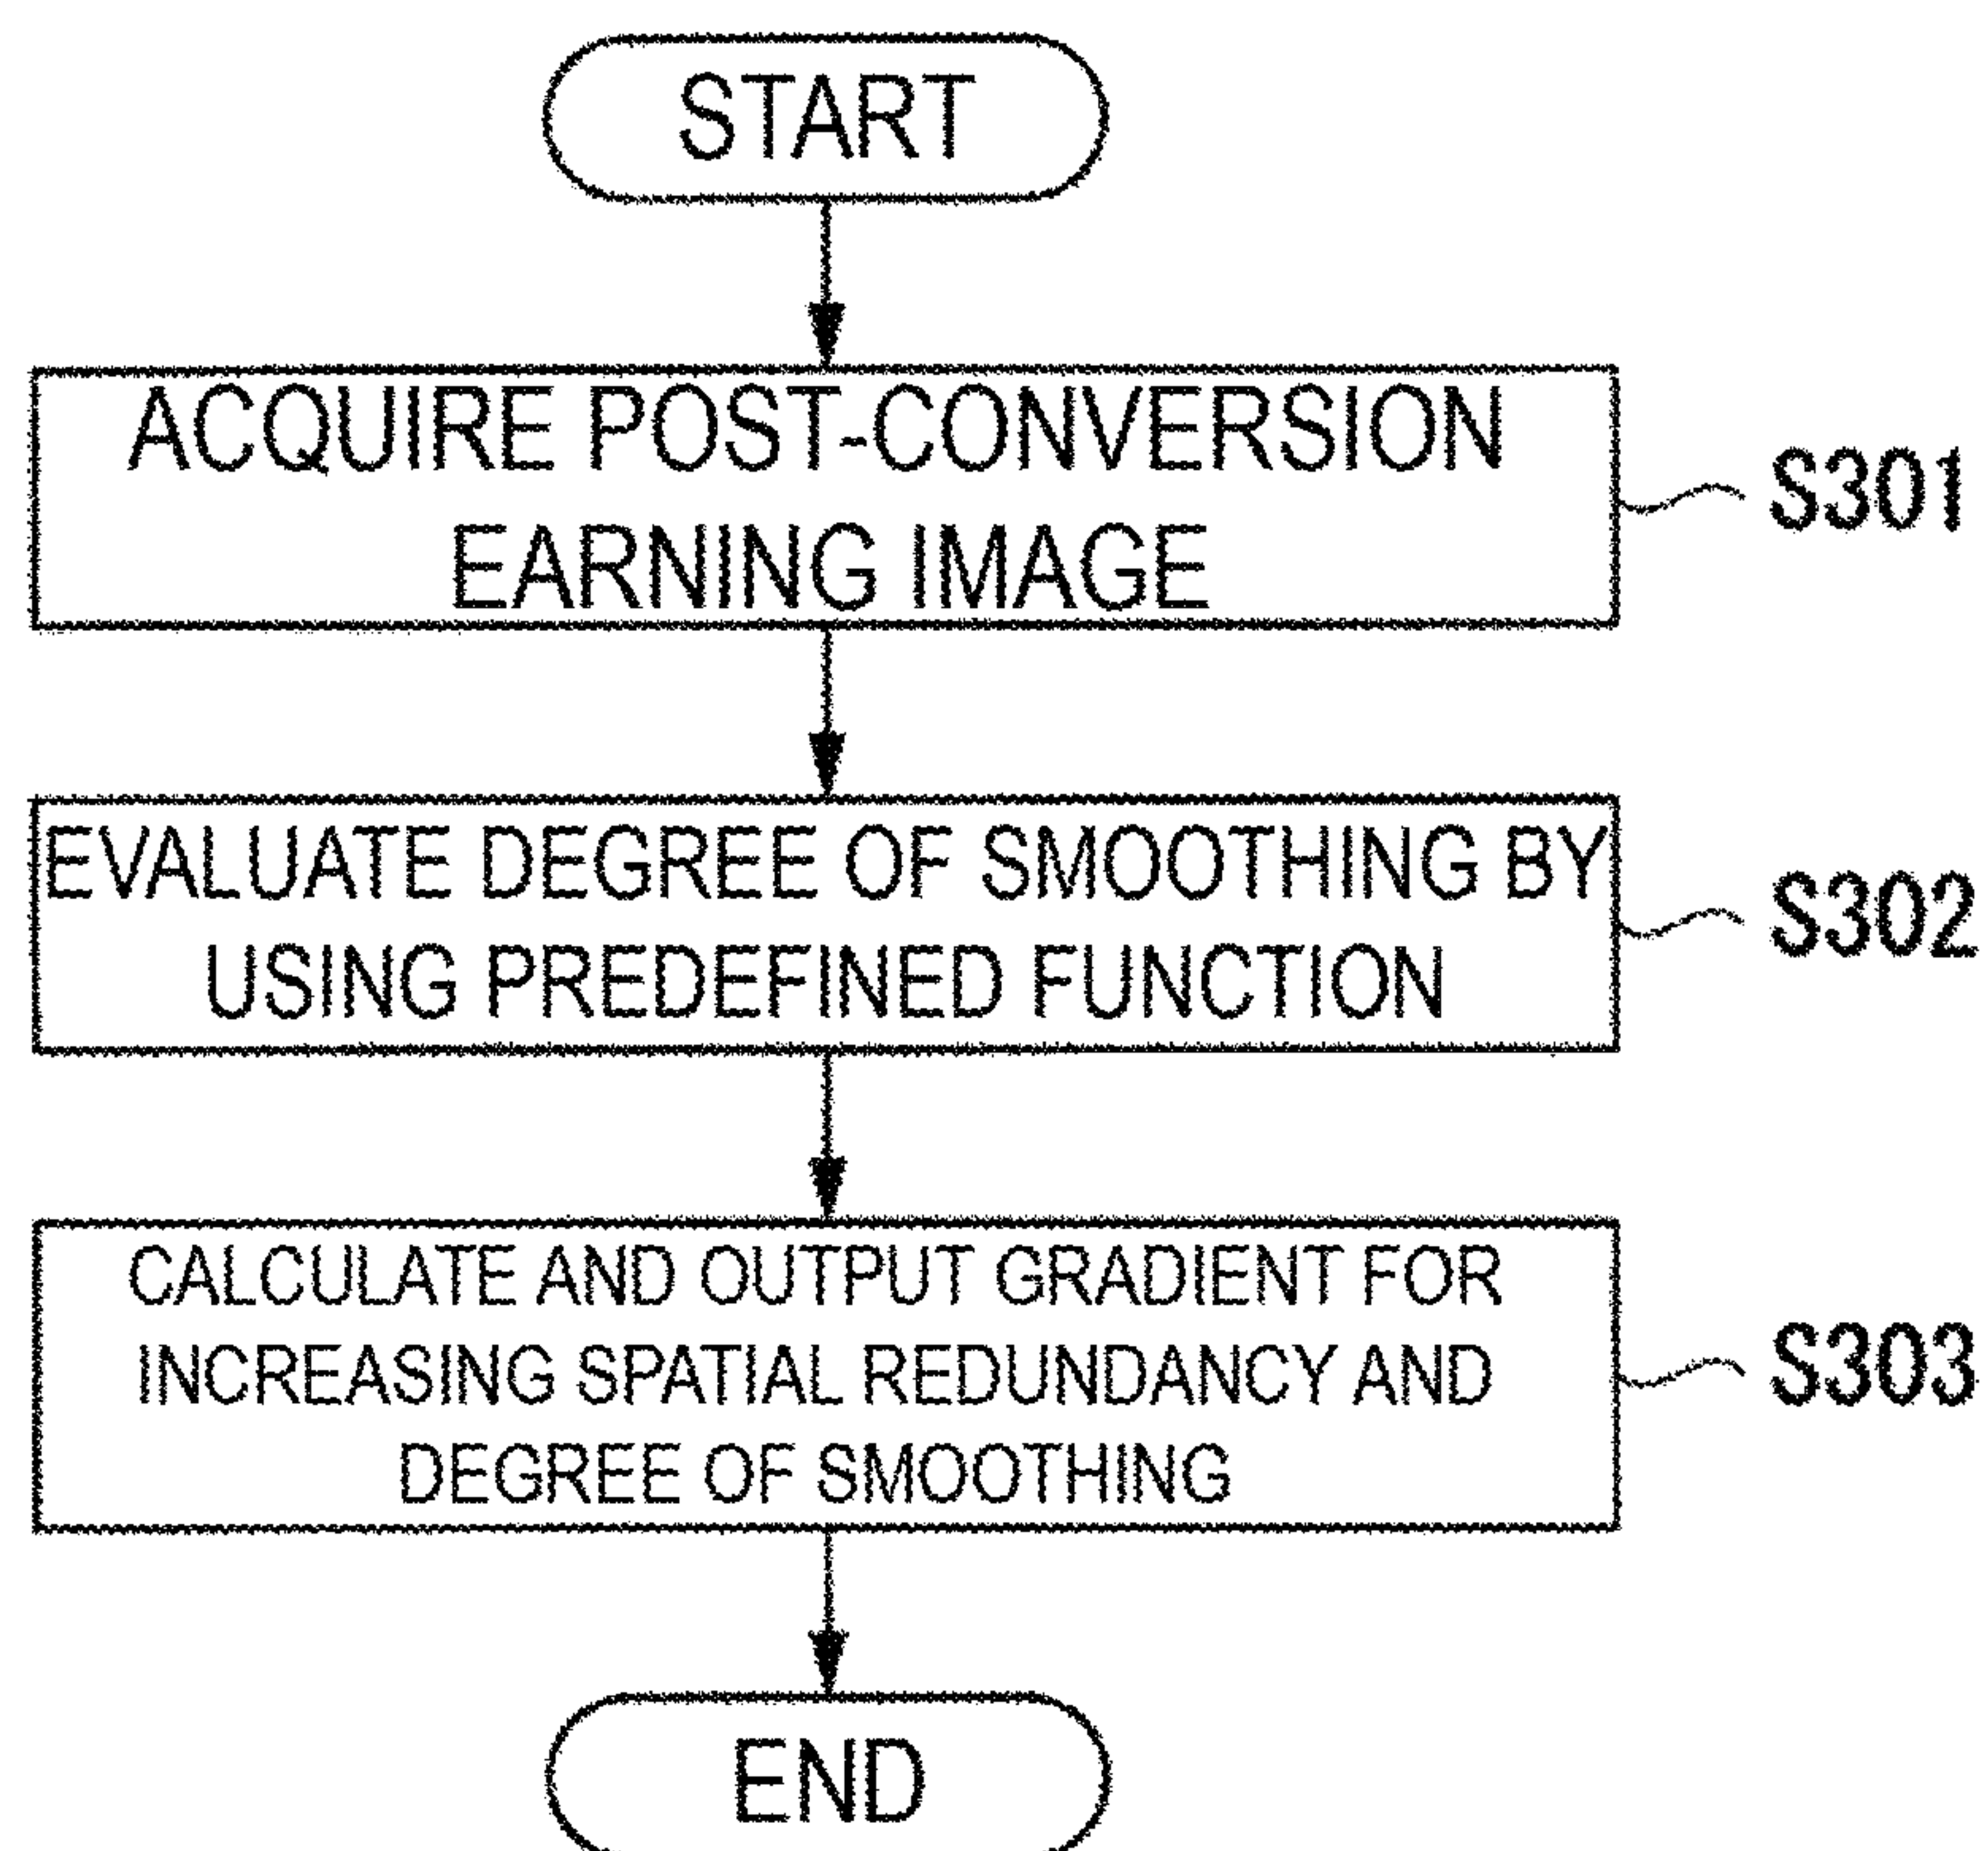 START
ACQUIRE POST-CONVERSION
EARNING IMAGE
S301
EVALUATE DEGREE OF SMOOTHING BY
USING PREDEFINED FUNCTION
S302
CALCULATE AND OUTPUT GRADIENT FOR
INCREASING SPATIAL REDUNDANCY AND
DEGREE OF SMOOTHING
S303
END